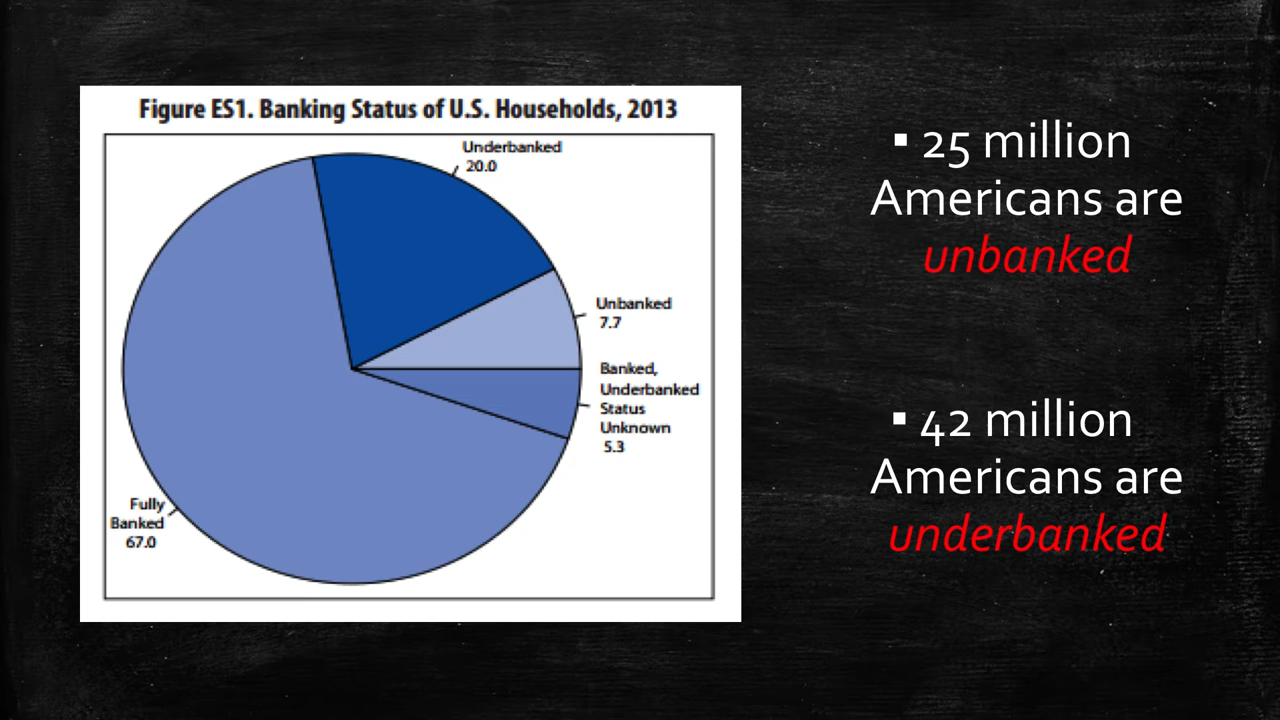 Figure ES1. Banking Status of U.S. Households, 2013
Underbanked
20.0
Unbanked
7.7
Banked,
Underbanked
Status
Unknown
5.3
Fully
Banked
67.0
▪ 25 million
Americans are
unbanked
▪ 42 million
Americans are
underbanked